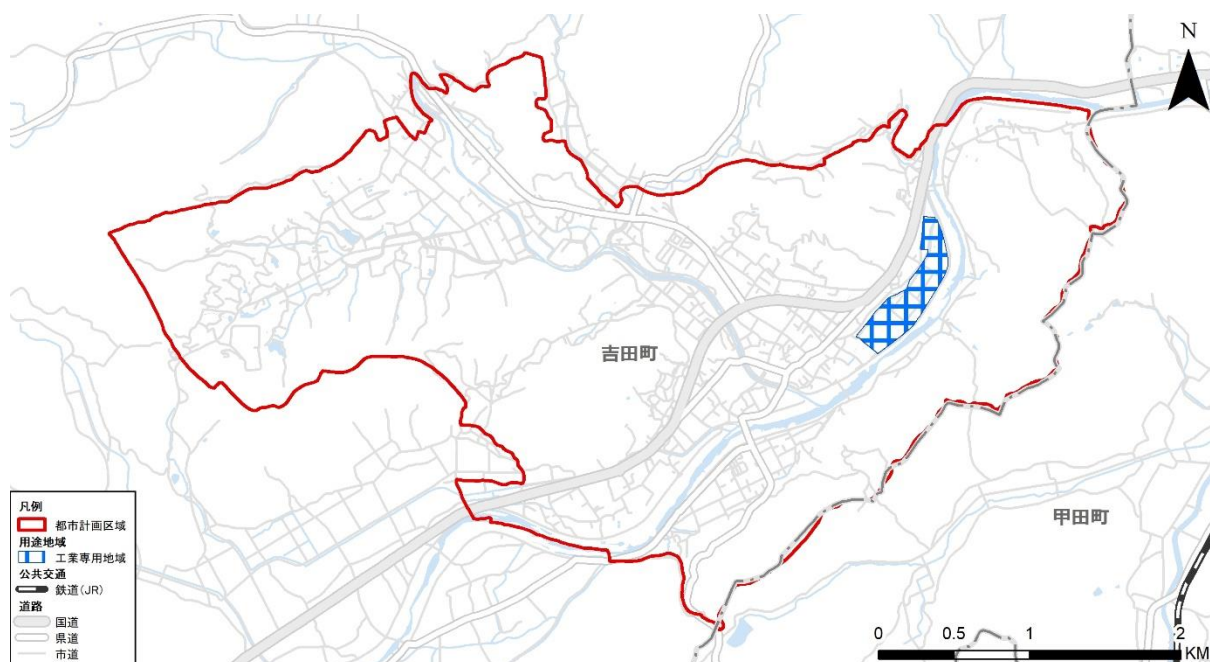 N
吉田町
甲田町
凡例
都市計画区域
用途地域
工業専用地域
公共交通
鉄道(JR)
道路
国道
県道
市道
0 0.5 1 2
KM